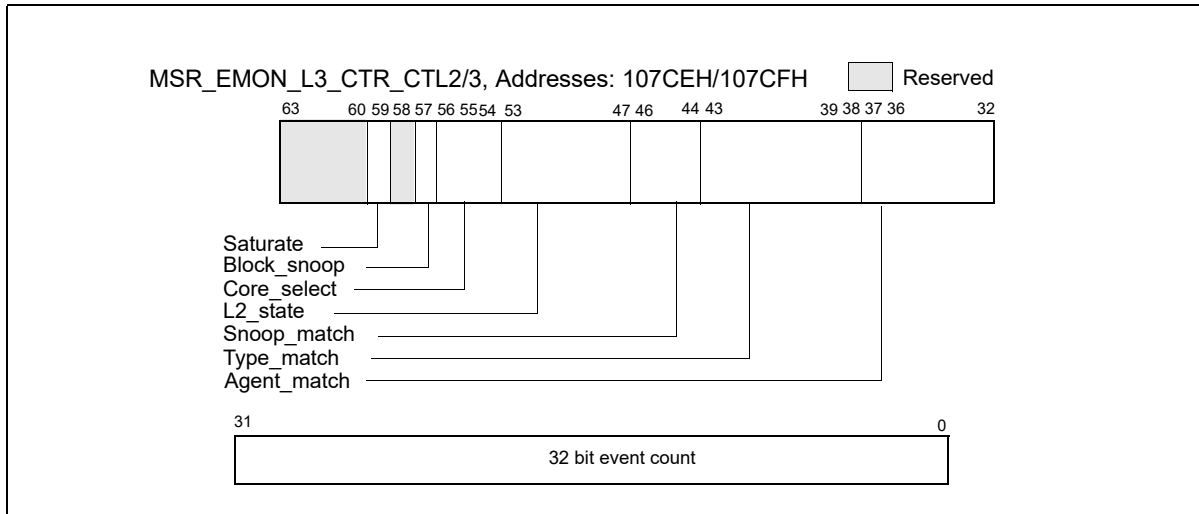 MSR_EMON_L3_CTR_CTL2/3, Addresses: 107CEH/107CFH Reserved
63 60 59 58 57 56 55 54 53 47 46 44 43 39 38 37 36 32
Saturate
Block_snoop
Core_select
L2_state
Snoop_match
Type_match
Agent_match
31 0
32 bit event count